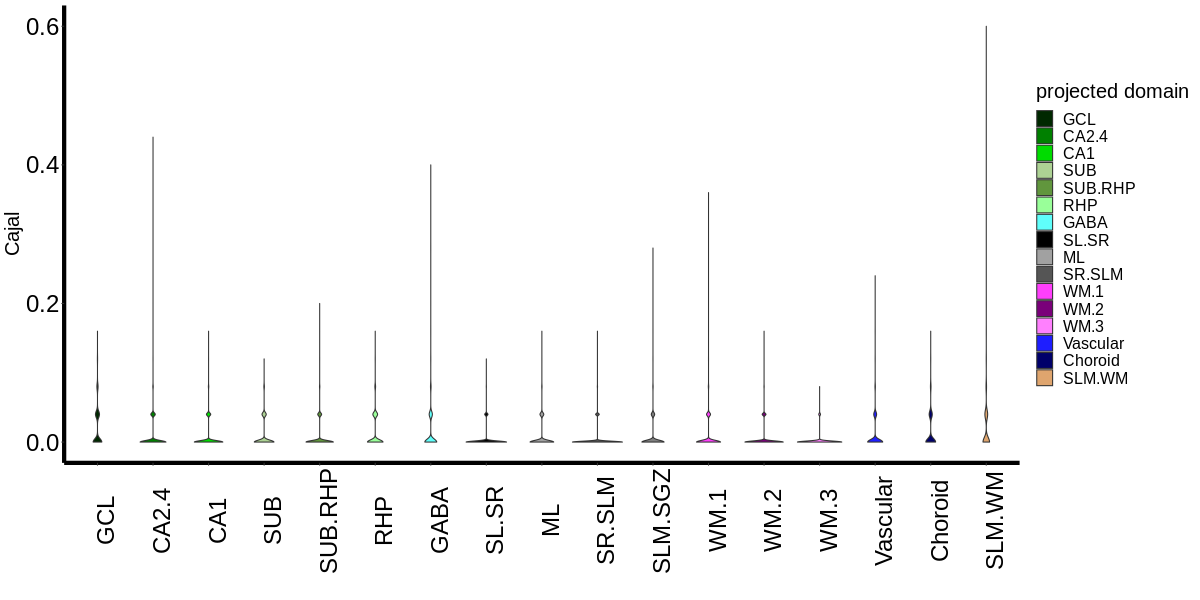 0.6
0.4
0.2
0.0
Cajal
GCL
CA2.4
CA1
SUB
SUB.RHP
RHP
GABA
SL.SR
ML
SR.SLM
SLM.SGZ
WM.1
WM.2
WM.3
Vascular
Choroid
SLM.WM
projected domain
GCL
CA2.4
CA1
SUB
SUB.RHP
RHP
GABA
SL.SR
ML
SR.SLM
WM.1
WM.2
WM.3
Vascular
Choroid
SLM.WM